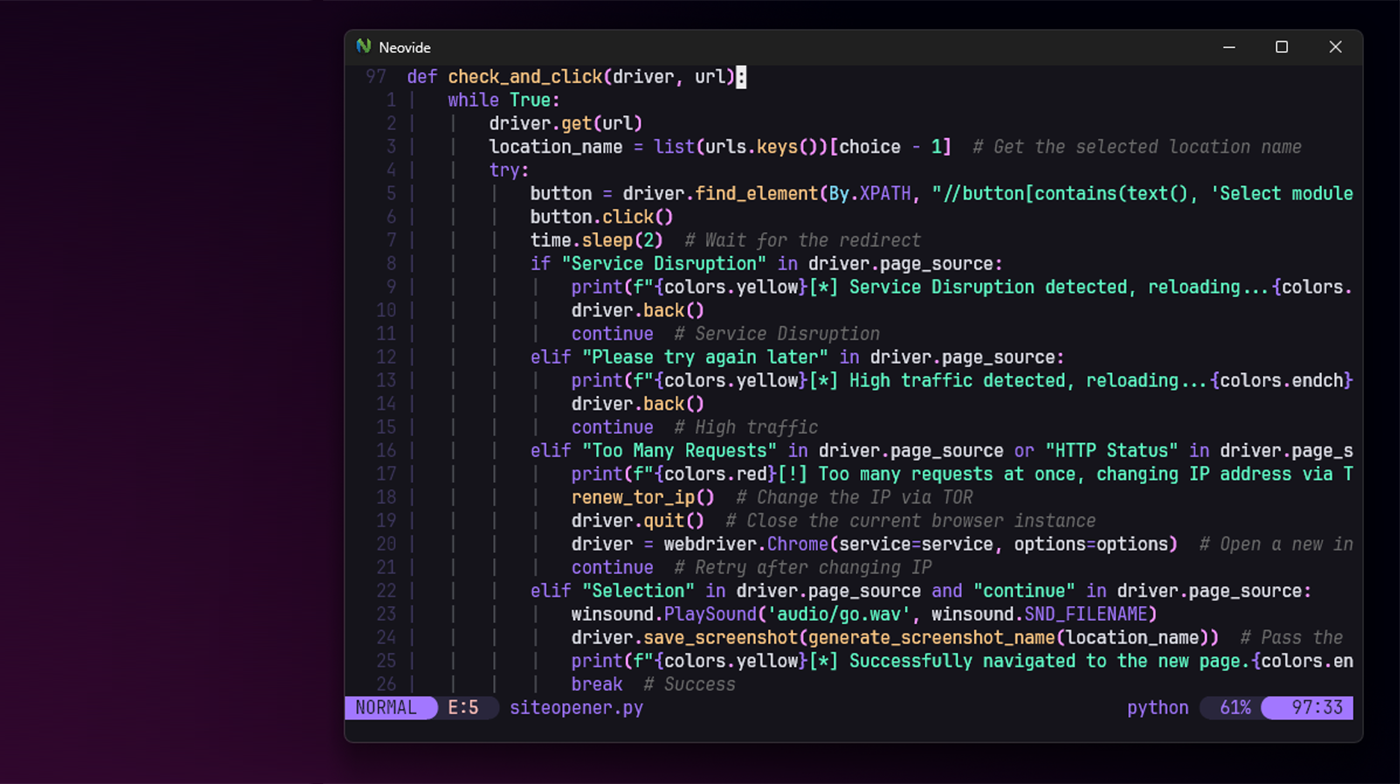 Neovide
97 def check_and_click(driver, url):
1 while True:
2 driver.get(url)
3 location_name = list(urls.keys())[choice - 1]  # Get the selected location name
4 try:
5 button = driver.find_element(By.XPATH, "//button[contains(text(), 'Select module
6 button.click()
7 time.sleep(2)  # Wait for the redirect
8 if "Service Disruption" in driver.page_source:
9 print(f"{colors.yellow}[*] Service Disruption detected, reloading...{colors.
10 driver.back()
11 continue  # Service Disruption
12 elif "Please try again later" in driver.page_source:
13 print(f"{colors.yellow}[*] High traffic detected, reloading...{colors.endch}
14 driver.back()
15 continue  # High traffic
16 elif "Too Many Requests" in driver.page_source or "HTTP Status" in driver.page_s
17 print(f"{colors.red}[!] Too many requests at once, changing IP address via T
18 renew_tor_ip()  # Change the IP via TOR
19 driver.quit()  # Close the current browser instance
20 driver = webdriver.Chrome(service=service, options=options)  # Open a new in
21 continue  # Retry after changing IP
22 elif "Selection" in driver.page_source and "continue" in driver.page_source:
23 winsound.PlaySound('audio/go.wav', winsound.SND_FILENAME)
24 driver.save_screenshot(generate_screenshot_name(location_name))  # Pass the
25 print(f"{colors.yellow}[*] Successfully navigated to the new page.{colors.en
26 break  # Success
NORMAL E:5 siteopener.py python 61% 97:33